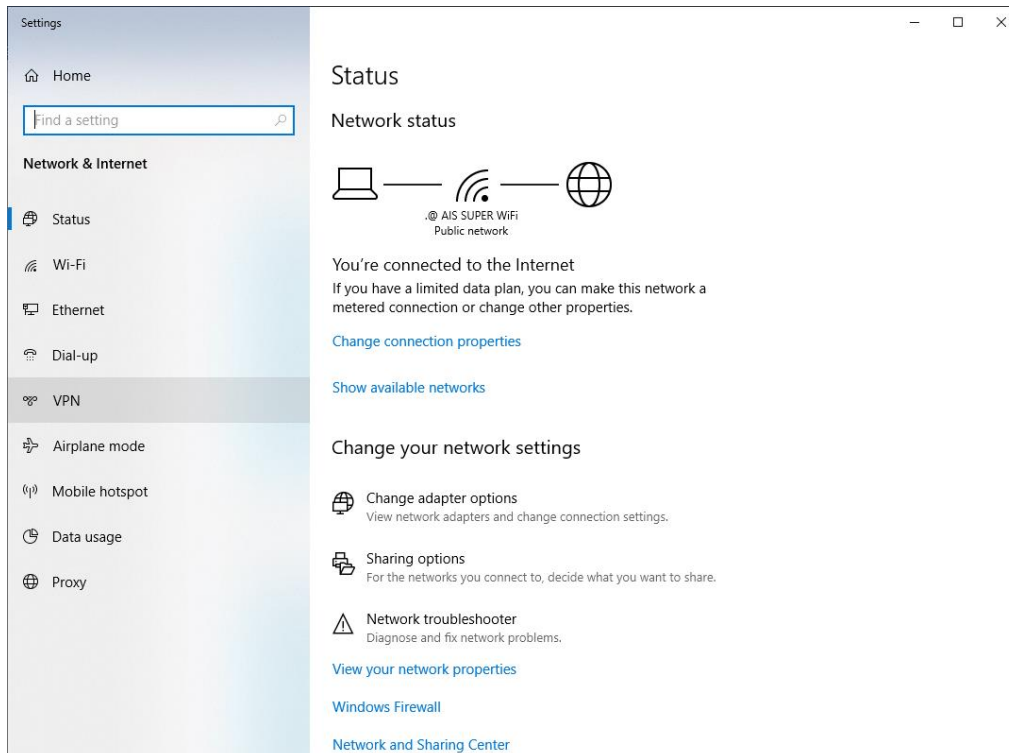 Settings
Home
Find a setting
Network & Internet
Status
Wi-Fi
Ethernet
Dial-up
VPN
Airplane mode
Mobile hotspot
Data usage
Proxy
Status
Network status
.@ AIS SUPER WiFi
Public network
You're connected to the Internet
If you have a limited data plan, you can make this network a
metered connection or change other properties.
Change connection properties
Show available networks
Change your network settings
Change adapter options
View network adapters and change connection settings.
Sharing options
For the networks you connect to, decide what you want to share.
Network troubleshooter
Diagnose and fix network problems.
View your network properties
Windows Firewall
Network and Sharing Center